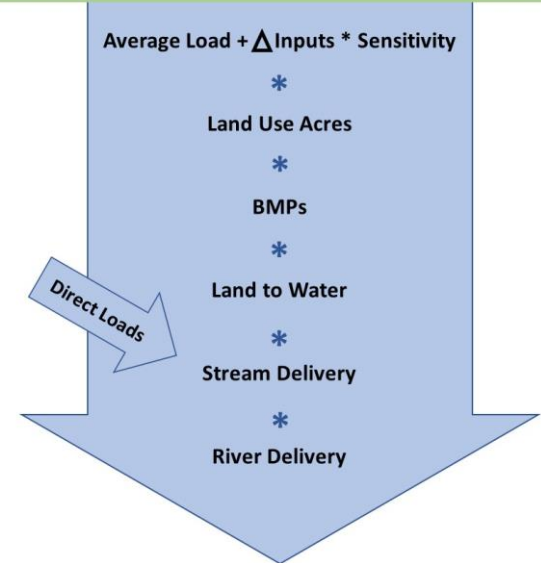 Average Load + Δ Inputs * Sensitivity
*
Land Use Acres
*
BMPs
*
Land to Water
*
Direct Loads
Stream Delivery
*
River Delivery